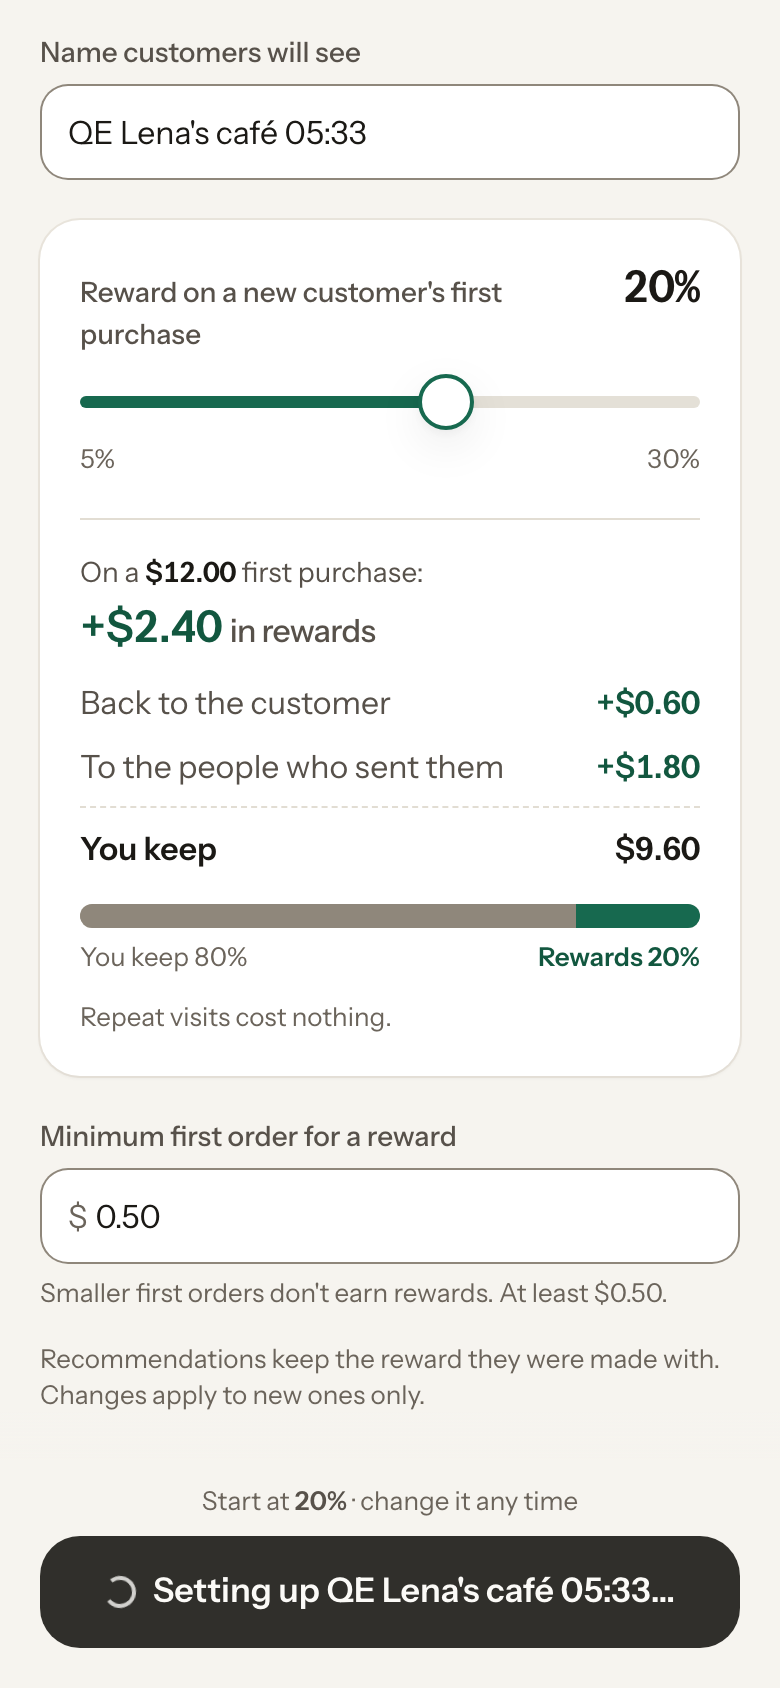 Name customers will see
QE Lena's café 05:33
Reward on a new customer's first
purchase
20%
5%
30%
On a $12.00 first purchase:
+$2.40 in rewards
Back to the customer
+$0.60
To the people who sent them
+$1.80
You keep
$9.60
You keep 80%
Rewards 20%
Repeat visits cost nothing.
Minimum first order for a reward
$ 0.50
Smaller first orders don't earn rewards. At least $0.50.
Recommendations keep the reward they were made with.
Changes apply to new ones only.
Start at 20% · change it any time
Setting up QE Lena's café 05:33...